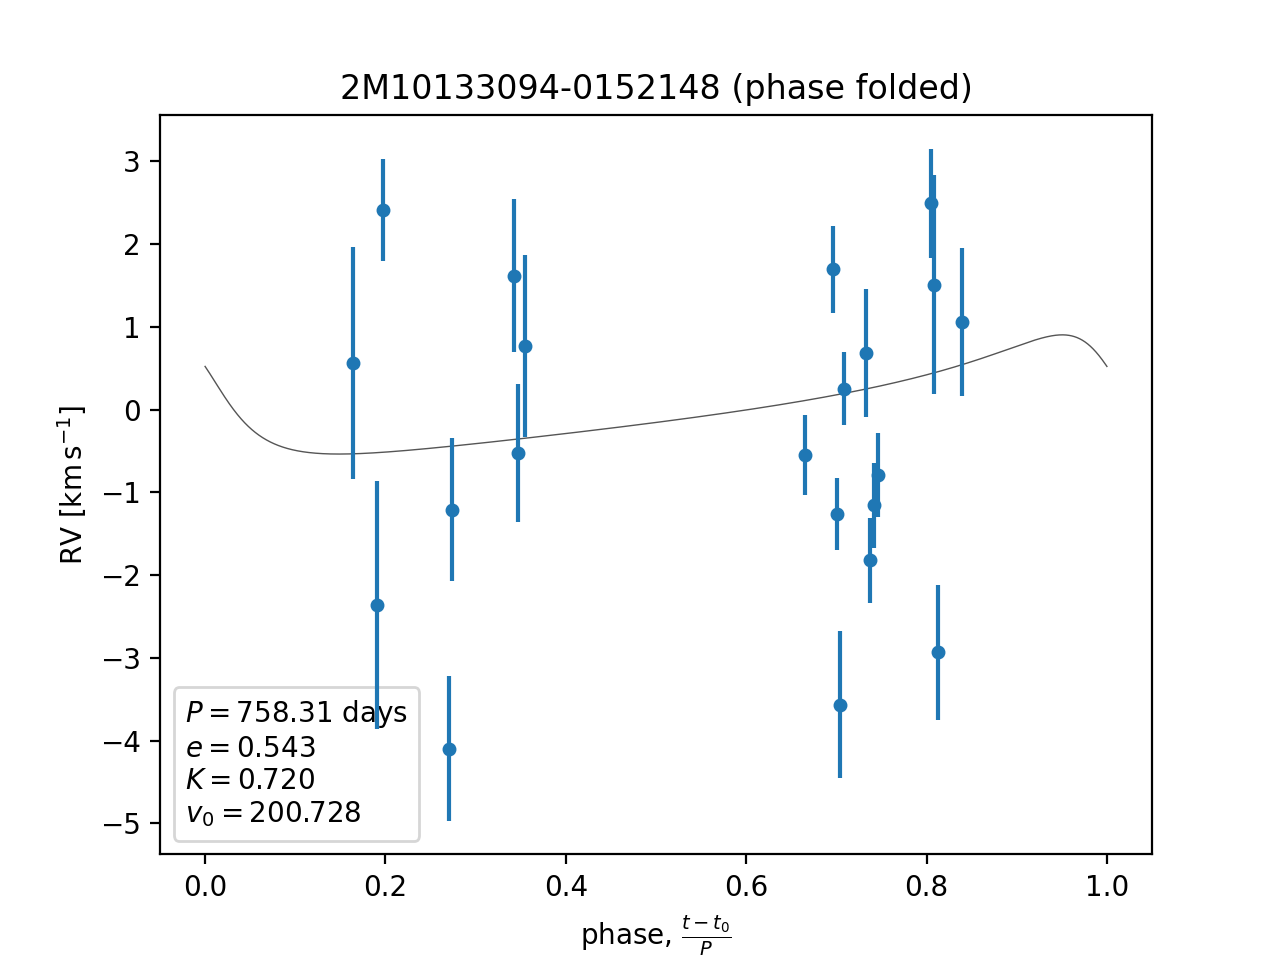 2M10133094-0152148 (phase folded)
3
2
1
0
−1
−2
−3
−4
−5
RV [km s⁻¹]
P = 758.31 days
e = 0.543
K = 0.720
v₀ = 200.728
0.0 0.2 0.4 0.6 0.8 1.0
phase, (t − t₀)/P